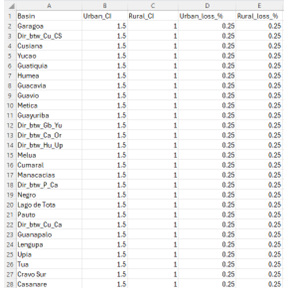 A B C D E
1 Basin Urban_CI Rural_CI Urban_loss_% Rural_loss_%
2 Garagoa 1.5 1 0.25 0.25
3 Dir_btw_Cu_CS 1.5 1 0.25 0.25
4 Cusiana 1.5 1 0.25 0.25
5 Yucao 1.5 1 0.25 0.25
6 Guatiquia 1.5 1 0.25 0.25
7 Humea 1.5 1 0.25 0.25
8 Guacavia 1.5 1 0.25 0.25
9 Guavio 1.5 1 0.25 0.25
10 Metica 1.5 1 0.25 0.25
11 Guayuriba 1.5 1 0.25 0.25
12 Dir_btw_Gb_Yu 1.5 1 0.25 0.25
13 Dir_btw_Ca_Or 1.5 1 0.25 0.25
14 Dir_btw_Hu_Up 1.5 1 0.25 0.25
15 Melua 1.5 1 0.25 0.25
16 Cumaral 1.5 1 0.25 0.25
17 Manacacias 1.5 1 0.25 0.25
18 Dir_btw_P_Ca 1.5 1 0.25 0.25
19 Negro 1.5 1 0.25 0.25
20 Lago de Tota 1.5 1 0.25 0.25
21 Pauto 1.5 1 0.25 0.25
22 Dir_btw_Cu_Ca 1.5 1 0.25 0.25
23 Guanapalo 1.5 1 0.25 0.25
24 Lengupa 1.5 1 0.25 0.25
25 Upia 1.5 1 0.25 0.25
26 Tua 1.5 1 0.25 0.25
27 Cravo Sur 1.5 1 0.25 0.25
28 Casanare 1.5 1 0.25 0.25